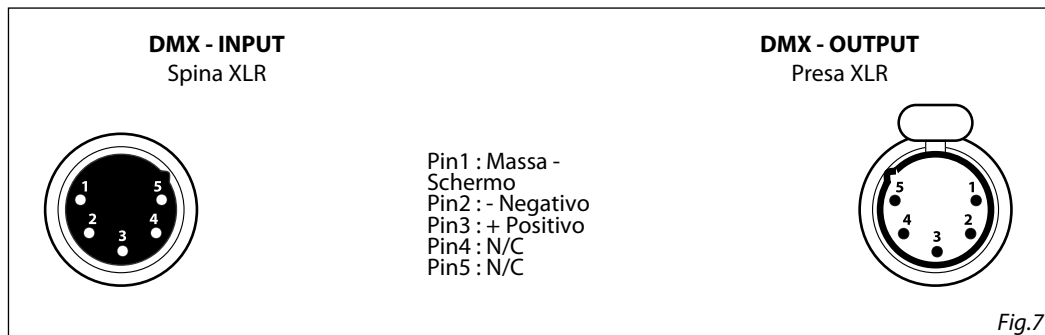 DMX - INPUT
Spina XLR
DMX - OUTPUT
Presa XLR
1
5
2
4
3
Pin1 : Massa -
Schermo
Pin2 : - Negativo
Pin3 : + Positivo
Pin4 : N/C
Pin5 : N/C
5
1
4
2
3
Fig.7